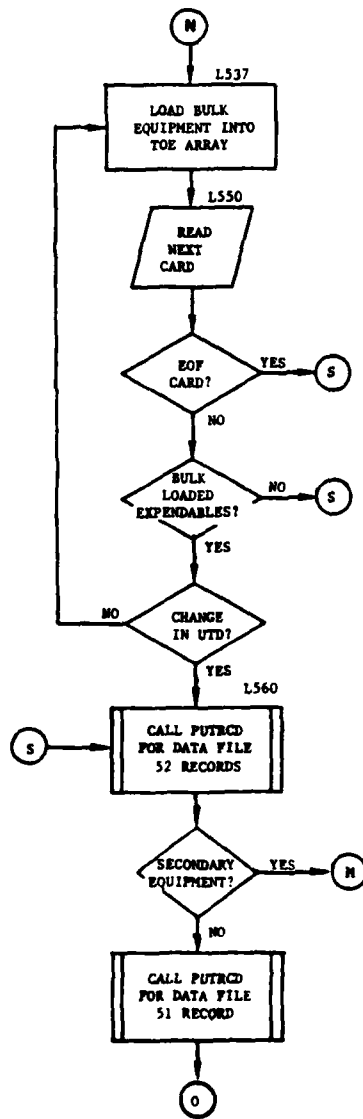 N
L537
LOAD BULK
EQUIPMENT INTO
TOE ARRAY
L550
READ
NEXT
CARD
EOF
CARD?
YES
S
NO
BULK
LOADED
EXPENDABLES?
NO
S
YES
CHANGE
IN UTD?
NO
YES
L560
S
CALL PUTRCD
FOR DATA FILE
52 RECORDS
SECONDARY
EQUIPMENT?
YES
M
NO
CALL PUTRCD
FOR DATA FILE
51 RECORD
O